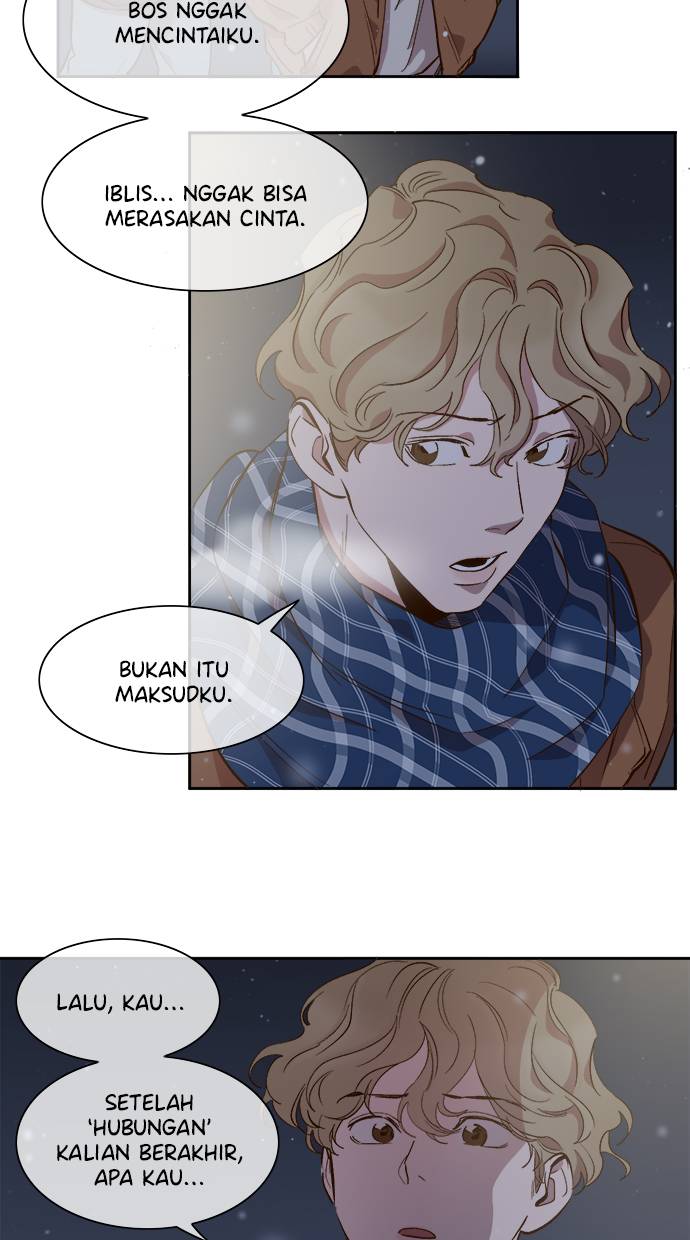 BOS NGGAK
MENCINTAIKU.
IBLIS... NGGAK BISA
MERASAKAN CINTA.
BUKAN ITU
MAKSUDKU.
LALU, KAU...
SETELAH
‘HUBUNGAN’
KALIAN BERAKHIR,
APA KAU...